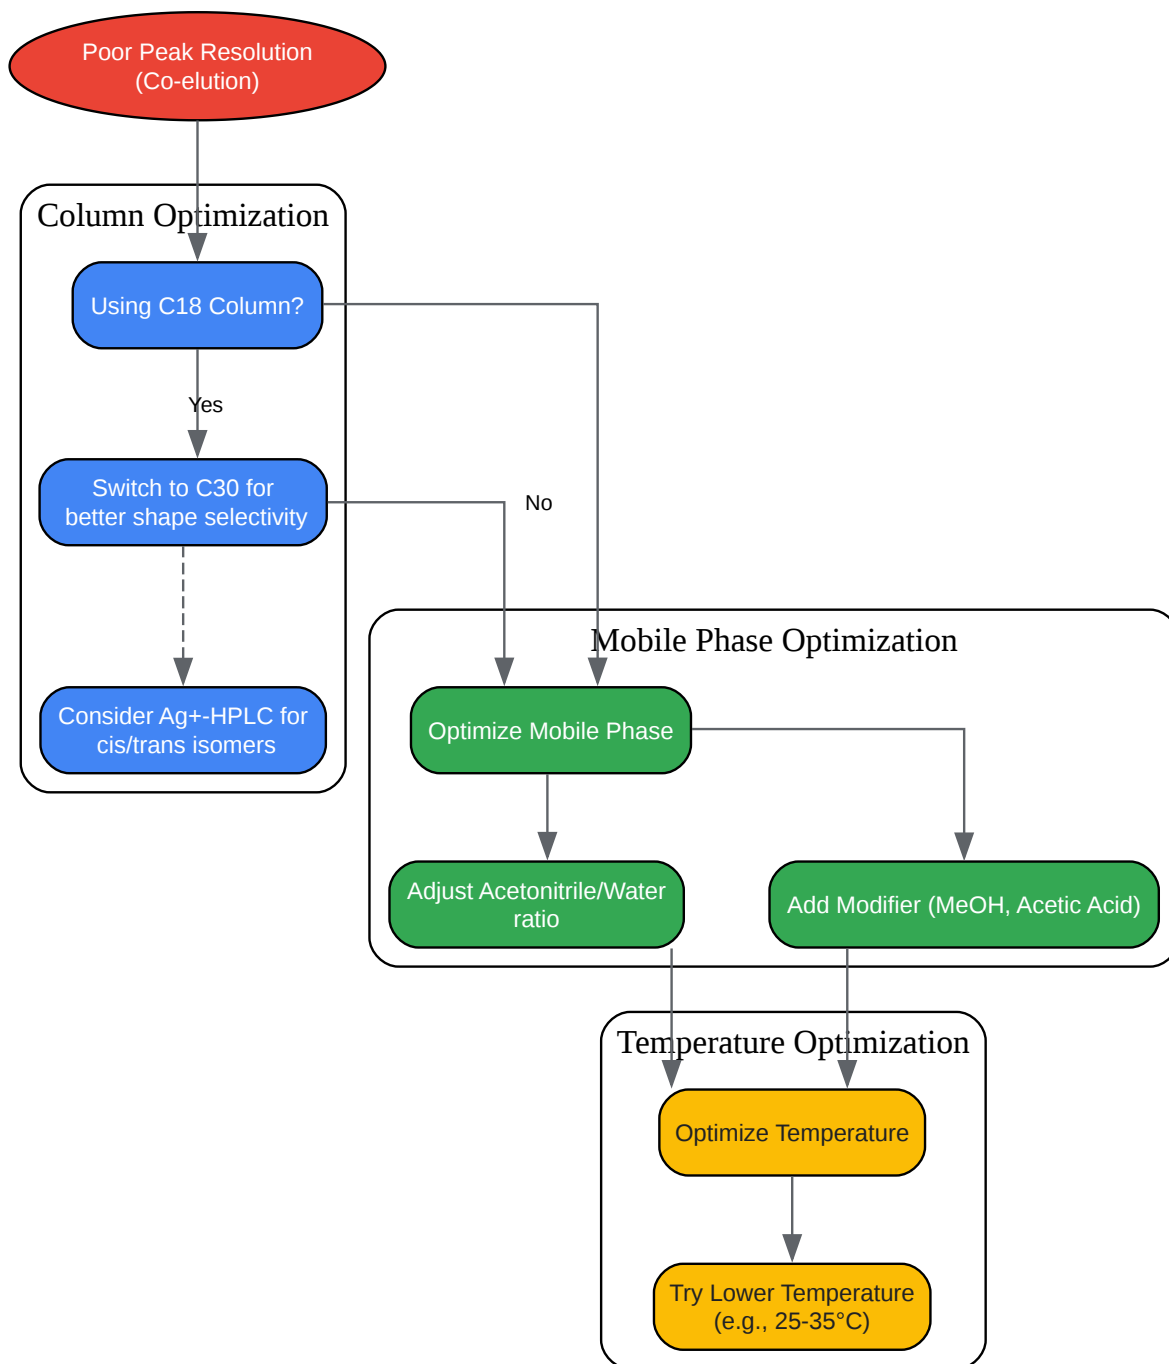 Poor Peak Resolution
(Co-elution)
Column Optimization
Using C18 Column?
Yes
Switch to C30 for
better shape selectivity
No
Consider Ag+-HPLC for
cis/trans isomers
Mobile Phase Optimization
Optimize Mobile Phase
Adjust Acetonitrile/Water
ratio
Add Modifier (MeOH, Acetic Acid)
Temperature Optimization
Optimize Temperature
Try Lower Temperature
(e.g., 25-35°C)